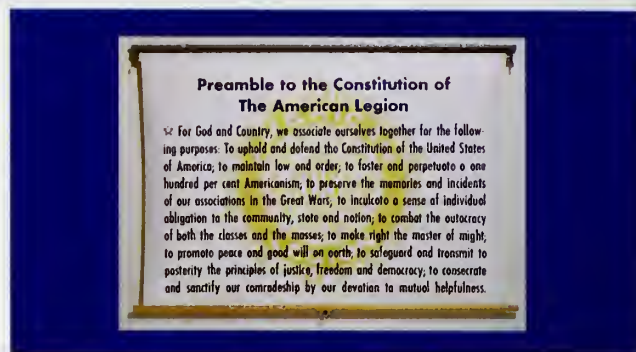 Preamble to the Constitution of
The American Legion
☆ For God and Country, we associate ourselves together for the follow-
ing purposes: To uphold and defend the Constitution of the United States
of America; to maintain law and order; to foster and perpetuate a one
hundred per cent Americanism; to preserve the memories and incidents
of our associations in the Great Wars; to inculcate a sense of individual
obligation to the community, state and nation; to combat the autocracy
of both the classes and the masses; to make right the master of might;
to promote peace and good will on earth; to safeguard and transmit to
posterity the principles of justice, freedom and democracy; to consecrate
and sanctify our comradeship by our devotion to mutual helpfulness.